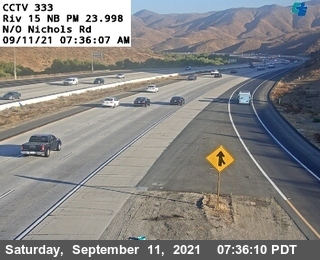 CCTV 333
Riv 15 NB PM 23.998
N/O Nichols Rd
09/11/21 07:36:07 AM
Saturday, September 11, 2021 07:36:10 PDT